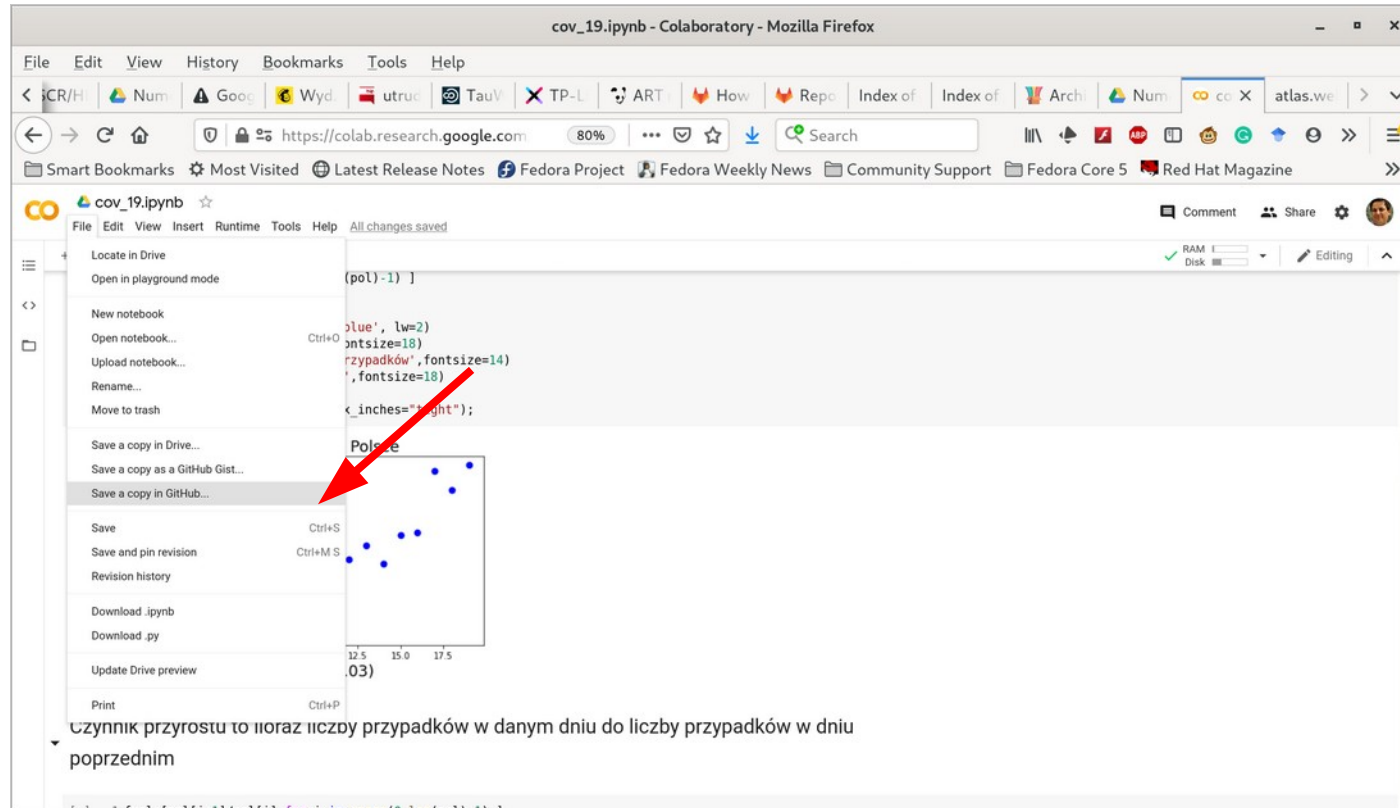 cov_19.ipynb - Colaboratory - Mozilla Firefox
File Edit View History Bookmarks Tools Help
SCR/H Num Goog Wyd. utruc TauV TP-L ART How Repo Index of Index of Archi Num co atlas.we
https://colab.research.google.com 80% Search
Smart Bookmarks Most Visited Latest Release Notes Fedora Project Fedora Weekly News Community Support Fedora Core 5 Red Hat Magazine
CO cov_19.ipynb
Comment Share
File Edit View Insert Runtime Tools Help All changes saved
RAM
Disk
Editing
Locate in Drive
Open in playground mode
New notebook
Open notebook... Ctrl+O
Upload notebook...
Rename...
Move to trash
Save a copy in Drive...
Save a copy as a GitHub Gist...
Save a copy in GitHub...
Save Ctrl+S
Save and pin revision Ctrl+M S
Revision history
Download .ipynb
Download .py
Update Drive preview
Print Ctrl+P
(pol)-1) ]
blue', lw=2)
ontsize=18)
rzypadków',fontsize=14)
',fontsize=18)
x_inches="tight");
Polsce
12.5 15.0 17.5
.03)
Czynnik przyrostu to iloraz liczby przypadków w danym dniu do liczby przypadków w dniu
poprzednim